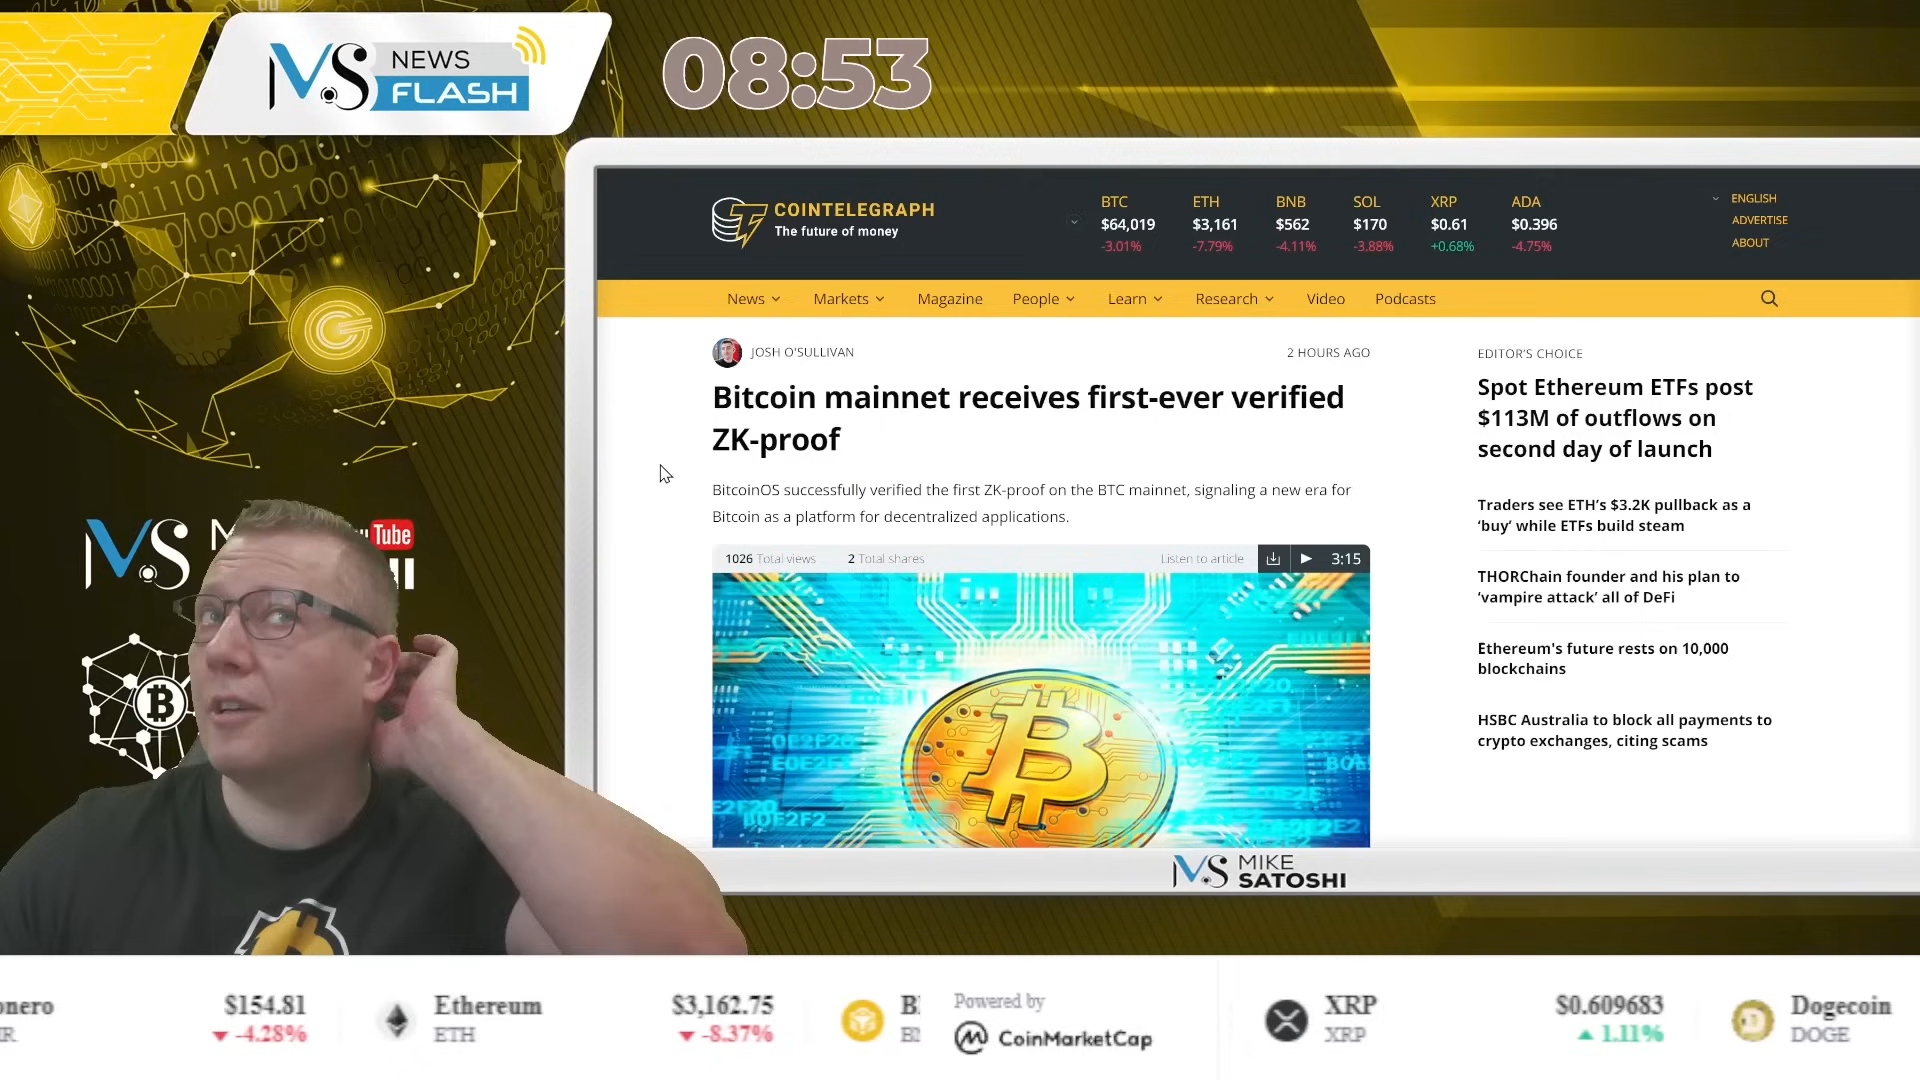 MS NEWS
FLASH
08:53
COINTELEGRAPH
The future of money
BTC ETH BNB SOL XRP ADA
$64,019 $3,161 $562 $170 $0.61 $0.396
-3.01% -7.79% -4.11% -3.88% +0.68% -4.75%
ENGLISH
ADVERTISE
ABOUT
News Markets Magazine People Learn Research Video Podcasts
JOSH O'SULLIVAN
2 HOURS AGO
Bitcoin mainnet receives first-ever verified
ZK-proof
BitcoinOS successfully verified the first ZK-proof on the BTC mainnet, signaling a new era for
Bitcoin as a platform for decentralized applications.
1026 Total views 2 Total shares Listen to article 3:15
EDITOR'S CHOICE
Spot Ethereum ETFs post
$113M of outflows on
second day of launch
Traders see ETH’s $3.2K pullback as a
‘buy’ while ETFs build steam
THORChain founder and his plan to
‘vampire attack’ all of DeFi
Ethereum's future rests on 10,000
blockchains
HSBC Australia to block all payments to
crypto exchanges, citing scams
MS
Tube
MS MIKE
SATOSHI
onero $154.81
-4.28%
Ethereum $3,162.75
ETH -8.37%
Powered by
CoinMarketCap
XRP $0.609683
XRP 1.11%
Dogecoin
DOGE